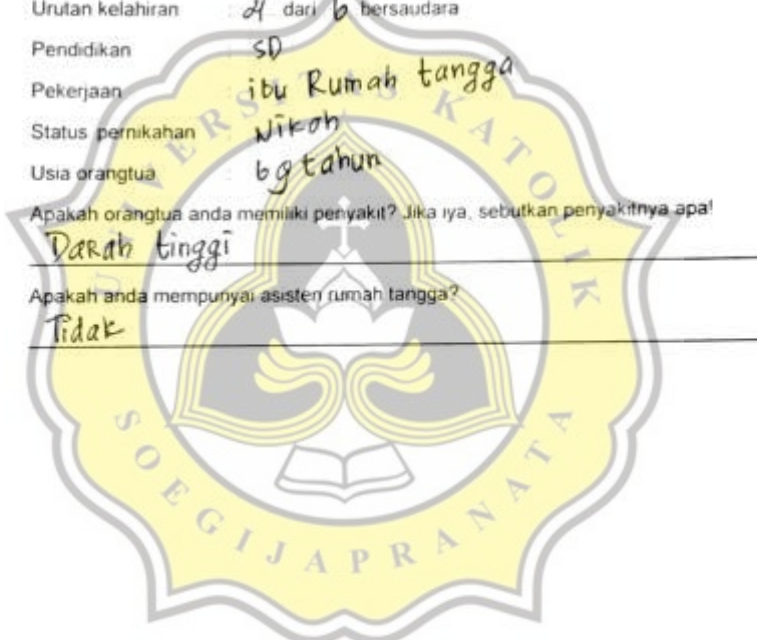 Urutan kelahiran : 4 dari 6 bersaudara
Pendidikan : SD
Pekerjaan : ibu Rumah tangga
Status pernikahan : Nikah
Usia orangtua : 69 tahun
Apakah orangtua anda memiliki penyakit? Jika iya, sebutkan penyakitnya apa!
Darah tinggi
Apakah anda mempunyai asisten rumah tangga?
Tidak
UNIVERSITAS KATOLIK
SOEGIJAPRANATA